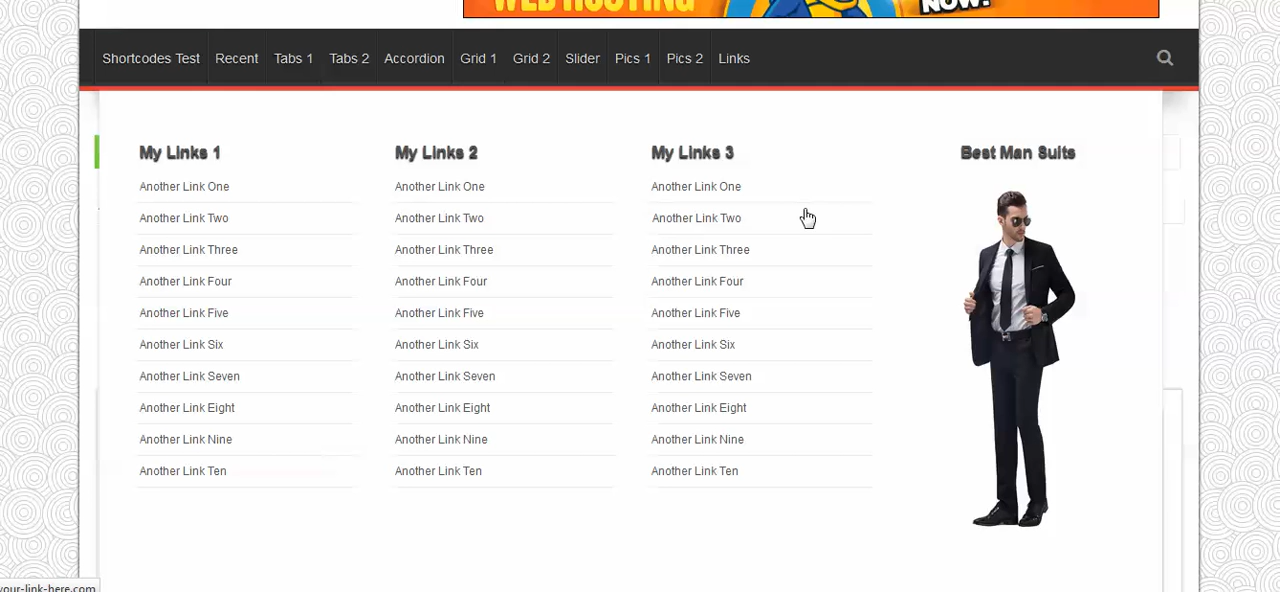 WEB HOSTING NOW!
Shortcodes Test Recent Tabs 1 Tabs 2 Accordion Grid 1 Grid 2 Slider Pics 1 Pics 2 Links
My Links 1
Another Link One
Another Link Two
Another Link Three
Another Link Four
Another Link Five
Another Link Six
Another Link Seven
Another Link Eight
Another Link Nine
Another Link Ten
My Links 2
Another Link One
Another Link Two
Another Link Three
Another Link Four
Another Link Five
Another Link Six
Another Link Seven
Another Link Eight
Another Link Nine
Another Link Ten
My Links 3
Another Link One
Another Link Two
Another Link Three
Another Link Four
Another Link Five
Another Link Six
Another Link Seven
Another Link Eight
Another Link Nine
Another Link Ten
Best Man Suits
your-link-here.com